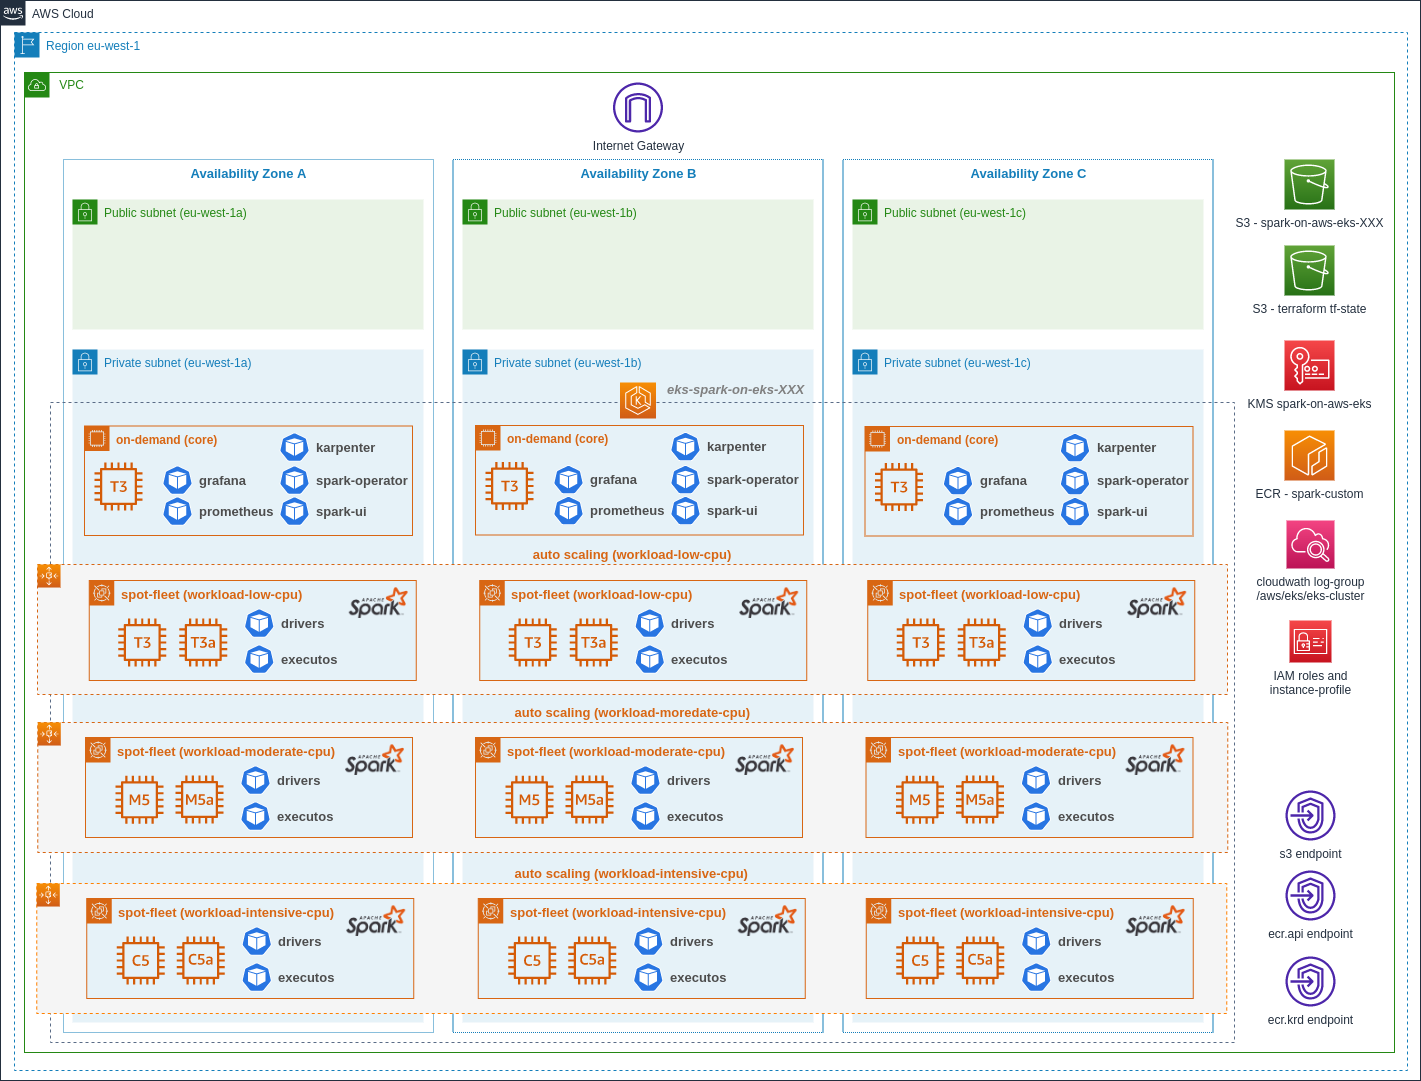 aws
AWS Cloud
Region eu-west-1
VPC
Internet Gateway
Availability Zone A
Availability Zone B
Availability Zone C
Public subnet (eu-west-1a)
Public subnet (eu-west-1b)
Public subnet (eu-west-1c)
S3 - spark-on-aws-eks-XXX
S3 - terraform tf-state
Private subnet (eu-west-1a)
Private subnet (eu-west-1b)
Private subnet (eu-west-1c)
K
eks-spark-on-eks-XXX
KMS spark-on-aws-eks
on-demand (core)
karpenter
T3
grafana
spark-operator
prometheus
spark-ui
on-demand (core)
karpenter
T3
grafana
spark-operator
prometheus
spark-ui
on-demand (core)
karpenter
T3
grafana
spark-operator
prometheus
spark-ui
ECR - spark-custom
cloudwath log-group
/aws/eks/eks-cluster
auto scaling (workload-low-cpu)
spot-fleet (workload-low-cpu)
APACHE
Spark
T3
T3a
drivers
executos
spot-fleet (workload-low-cpu)
APACHE
Spark
T3
T3a
drivers
executos
spot-fleet (workload-low-cpu)
APACHE
Spark
T3
T3a
drivers
executos
IAM roles and
instance-profile
auto scaling (workload-moredate-cpu)
spot-fleet (workload-moderate-cpu)
APACHE
Spark
M5
M5a
drivers
executos
spot-fleet (workload-moderate-cpu)
APACHE
Spark
M5
M5a
drivers
executos
spot-fleet (workload-moderate-cpu)
APACHE
Spark
M5
M5a
drivers
executos
s3 endpoint
auto scaling (workload-intensive-cpu)
spot-fleet (workload-intensive-cpu)
APACHE
Spark
C5
C5a
drivers
executos
spot-fleet (workload-intensive-cpu)
APACHE
Spark
C5
C5a
drivers
executos
spot-fleet (workload-intensive-cpu)
APACHE
Spark
C5
C5a
drivers
executos
ecr.api endpoint
ecr.krd endpoint